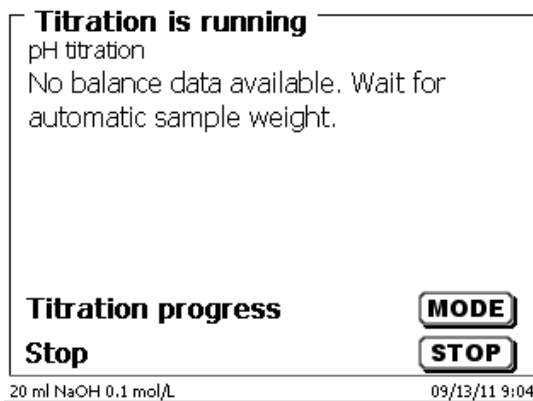 Titration is running
pH titration
No balance data available. Wait for
automatic sample weight.
Titration progress MODE
Stop STOP
20 ml NaOH 0.1 mol/L 09/13/11 9:04